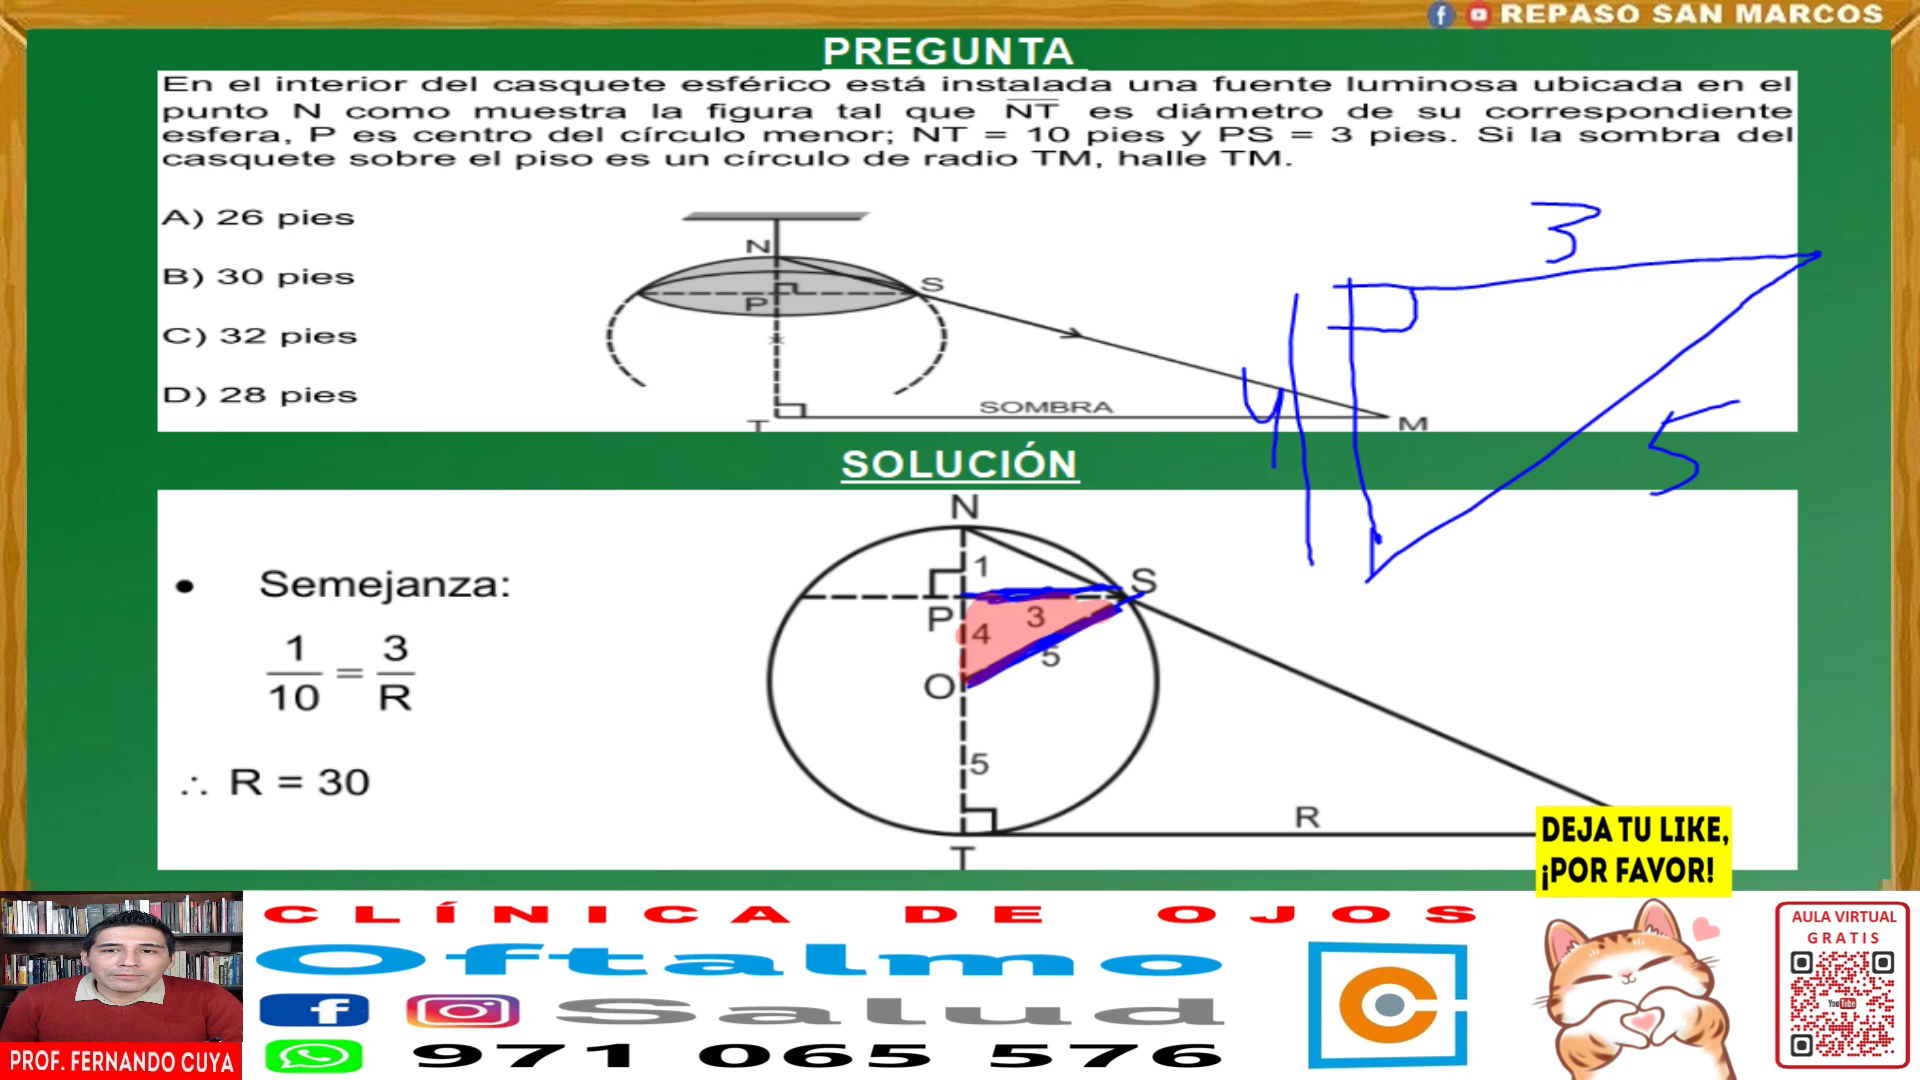 REPASO SAN MARCOS
PREGUNTA
En el interior del casquete esférico está instalada una fuente luminosa ubicada en el
punto N como muestra la figura tal que NT es diámetro de su correspondiente
esfera, P es centro del círculo menor; NT = 10 pies y PS = 3 pies. Si la sombra del
casquete sobre el piso es un círculo de radio TM, halle TM.
A) 26 pies
B) 30 pies
C) 32 pies
D) 28 pies
N
S
P
SOMBRA
T
M
3
4
5
SOLUCIÓN
• Semejanza:
1/10 = 3/R
∴ R = 30
N
1
S
P
3
4
5
O
5
R
T
DEJA TU LIKE,
¡POR FAVOR!
CLÍNICA DE OJOS
Oftalmo
Salud
971 065 576
PROF. FERNANDO CUYA
AULA VIRTUAL
GRATIS
YouTube